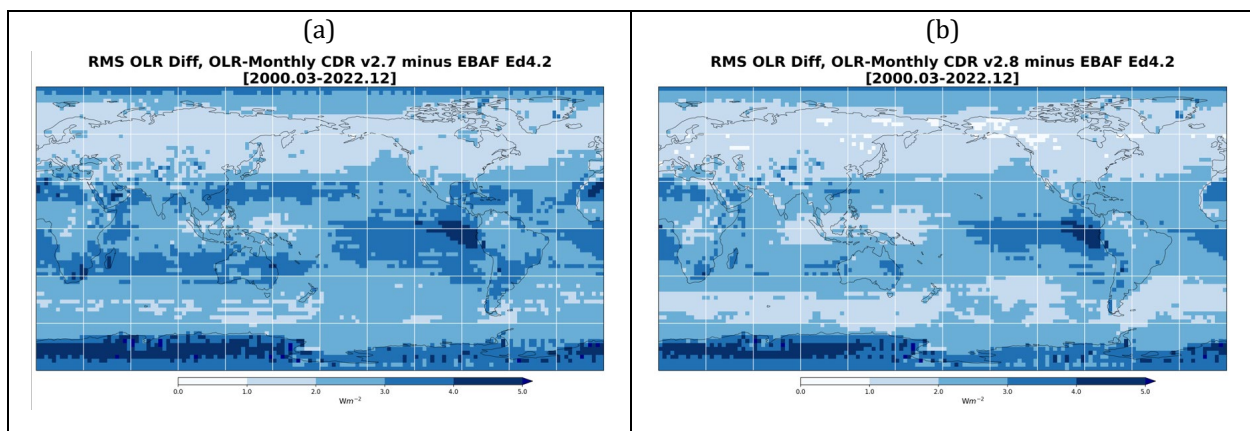 (a)
RMS OLR Diff, OLR-Monthly CDR v2.7 minus EBAF Ed4.2
[2000.03-2022.12]
0.0 1.0 2.0 3.0 4.0 5.0
Wm⁻²
(b)
RMS OLR Diff, OLR-Monthly CDR v2.8 minus EBAF Ed4.2
[2000.03-2022.12]
0.0 1.0 2.0 3.0 4.0 5.0
Wm⁻²